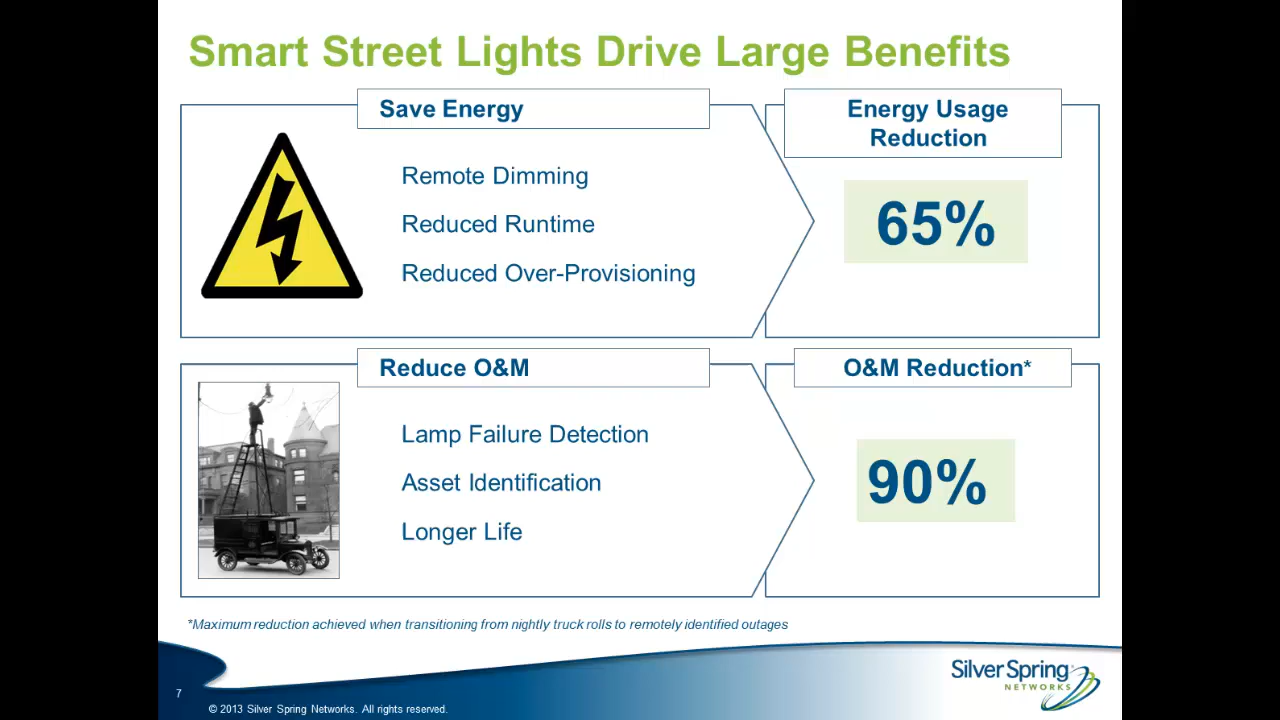 Smart Street Lights Drive Large Benefits
Save Energy
Remote Dimming
Reduced Runtime
Reduced Over-Provisioning
Energy Usage
Reduction
65%
Reduce O&M
Lamp Failure Detection
Asset Identification
Longer Life
O&M Reduction*
90%
*Maximum reduction achieved when transitioning from nightly truck rolls to remotely identified outages
7
© 2013 Silver Spring Networks. All rights reserved.
Silver Spring
NETWORKS